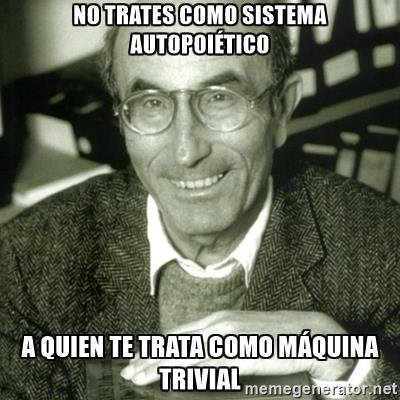 NO TRATES COMO SISTEMA
AUTOPOIÉTICO
A QUIEN TE TRATA COMO MÁQUINA
TRIVIAL
memegenerator.net